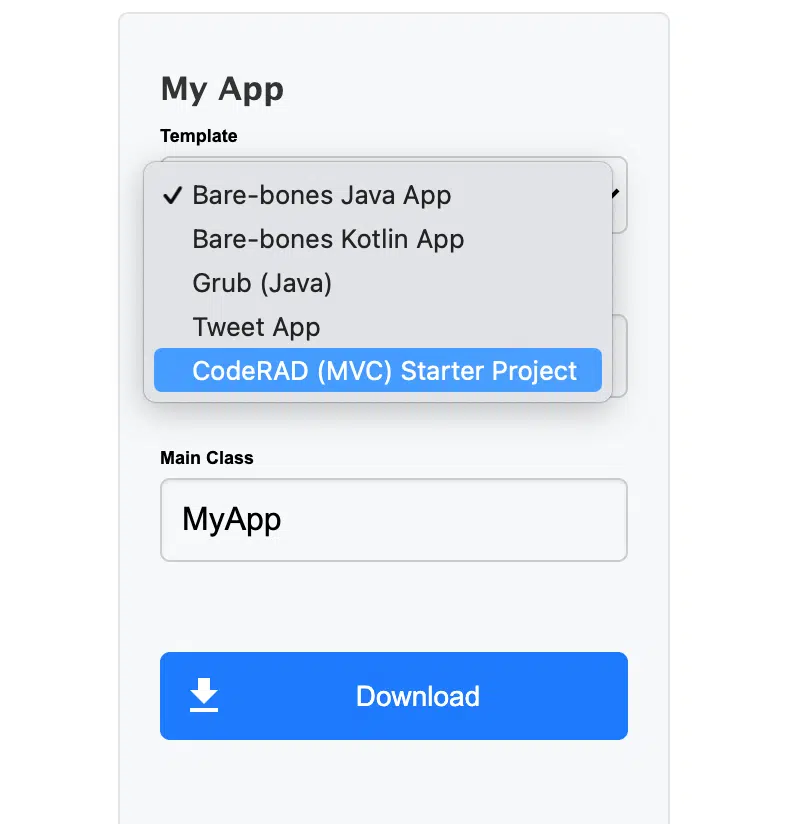 My App
Template
✓ Bare-bones Java App
Bare-bones Kotlin App
Grub (Java)
Tweet App
CodeRAD (MVC) Starter Project
Main Class
MyApp
Download